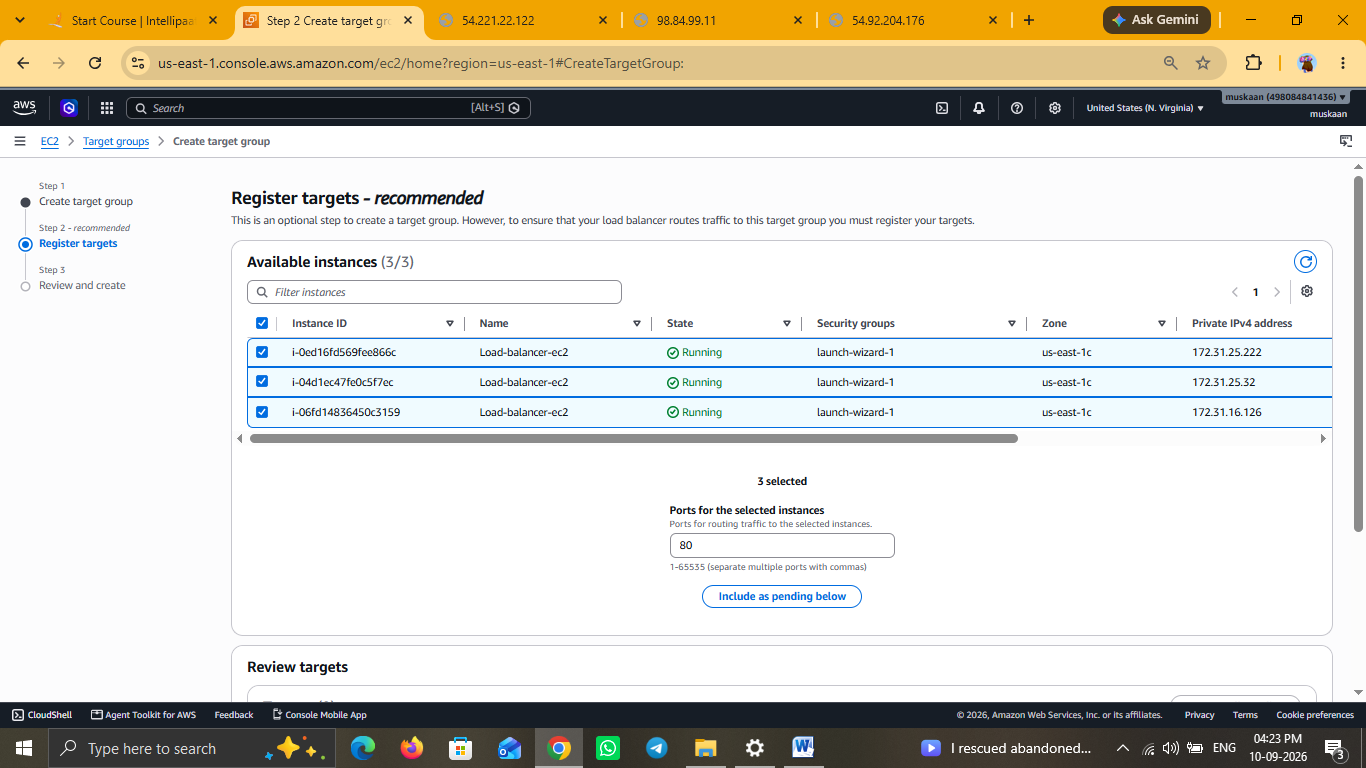 Start Course | Intellipaa
Step 2 Create target gr
54.221.22.122
98.84.99.11
54.92.204.176
Ask Gemini
us-east-1.console.aws.amazon.com/ec2/home?region=us-east-1#CreateTargetGroup:
aws
Search
[Alt+S]
United States (N. Virginia)
muskaan (498084841436)
muskaan
EC2
Target groups
Create target group
Step 1
Create target group
Step 2 - recommended
Register targets
Step 3
Review and create
Register targets - recommended
This is an optional step to create a target group. However, to ensure that your load balancer routes traffic to this target group you must register your targets.
Available instances (3/3)
Filter instances
1
Instance ID Name State Security groups Zone Private IPv4 address
i-0ed16fd569fee866c Load-balancer-ec2 Running launch-wizard-1 us-east-1c 172.31.25.222
i-04d1ec47fe0c5f7ec Load-balancer-ec2 Running launch-wizard-1 us-east-1c 172.31.25.32
i-06fd14836450c3159 Load-balancer-ec2 Running launch-wizard-1 us-east-1c 172.31.16.126
3 selected
Ports for the selected instances
Ports for routing traffic to the selected instances.
80
1-65535 (separate multiple ports with commas)
Include as pending below
Review targets
CloudShell
Agent Toolkit for AWS
Feedback
Console Mobile App
© 2026, Amazon Web Services, Inc. or its affiliates.
Privacy
Terms
Cookie preferences
Type here to search
I rescued abandoned...
ENG
04:23 PM
10-09-2026
3